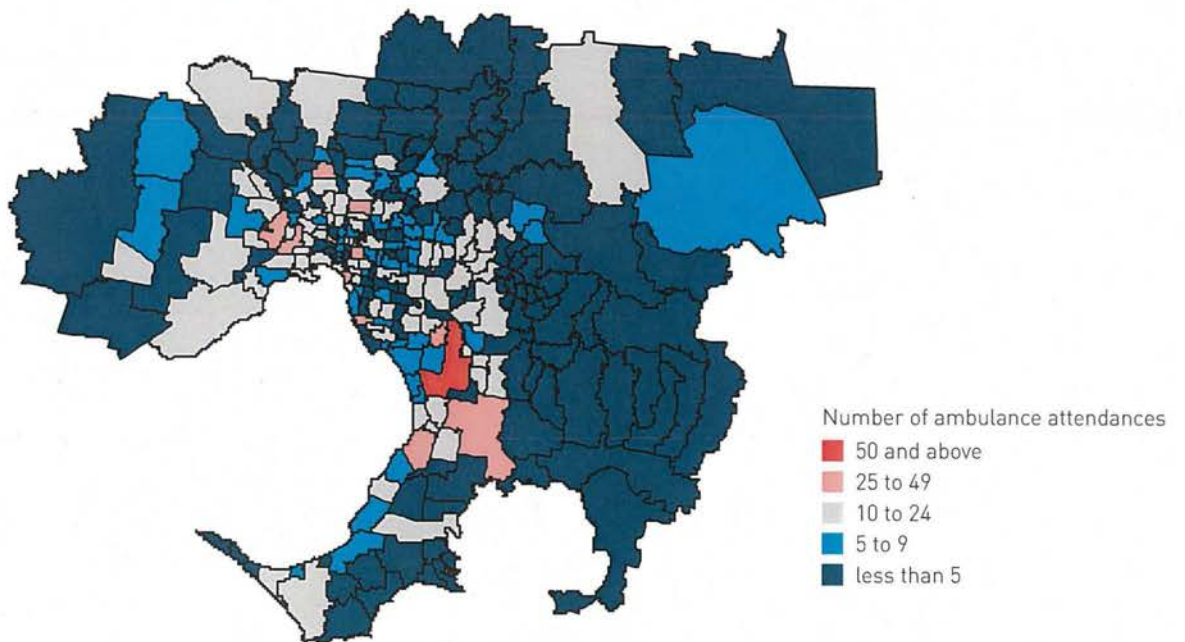 Number of ambulance attendances
50 and above
25 to 49
10 to 24
5 to 9
less than 5